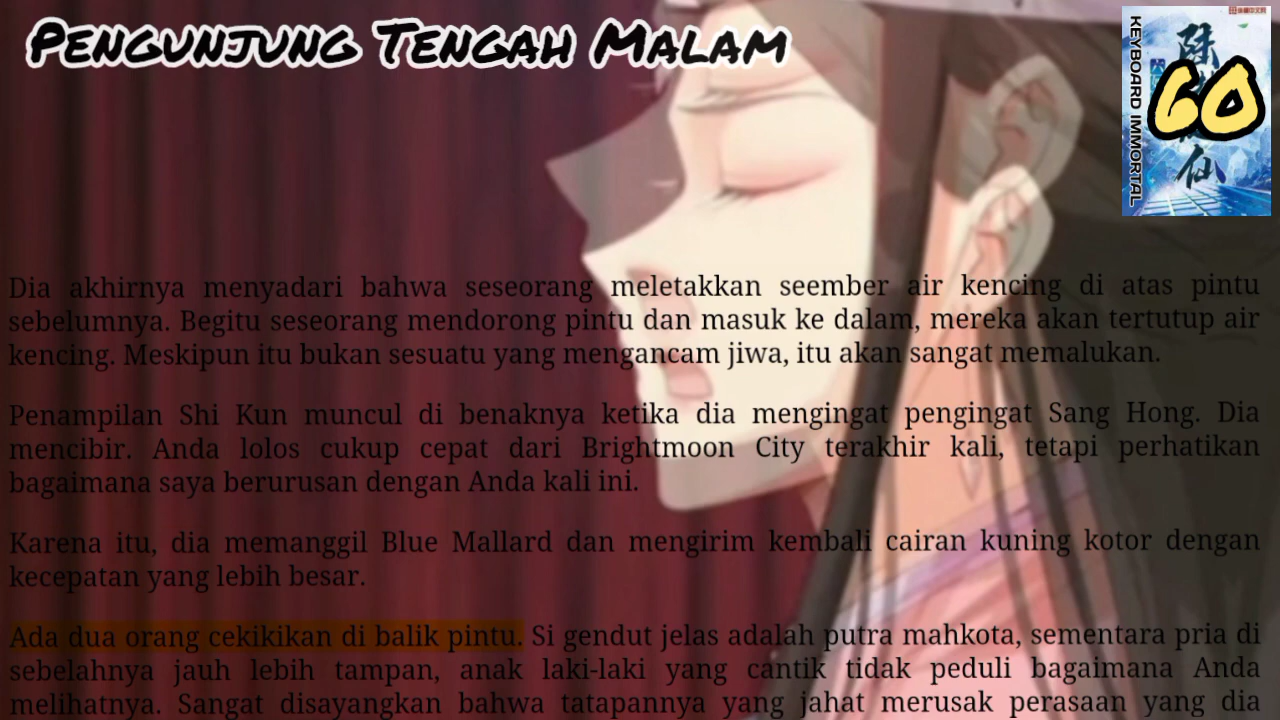 Pengunjung Tengah Malam
KEYBOARD IMMORTAL
60
仙
Dia akhirnya menyadari bahwa seseorang meletakkan seember air kencing di atas pintu
sebelumnya. Begitu seseorang mendorong pintu dan masuk ke dalam, mereka akan tertutup air
kencing. Meskipun itu bukan sesuatu yang mengancam jiwa, itu akan sangat memalukan.
Penampilan Shi Kun muncul di benaknya ketika dia mengingat pengingat Sang Hong. Dia
mencibir. Anda lolos cukup cepat dari Brightmoon City terakhir kali, tetapi perhatikan
bagaimana saya berurusan dengan Anda kali ini.
Karena itu, dia memanggil Blue Mallard dan mengirim kembali cairan kuning kotor dengan
kecepatan yang lebih besar.
Ada dua orang cekikikan di balik pintu. Si gendut jelas adalah putra mahkota, sementara pria di
sebelahnya jauh lebih tampan, anak laki-laki yang cantik tidak peduli bagaimana Anda
melihatnya. Sangat disayangkan bahwa tatapannya yang jahat merusak perasaan yang dia